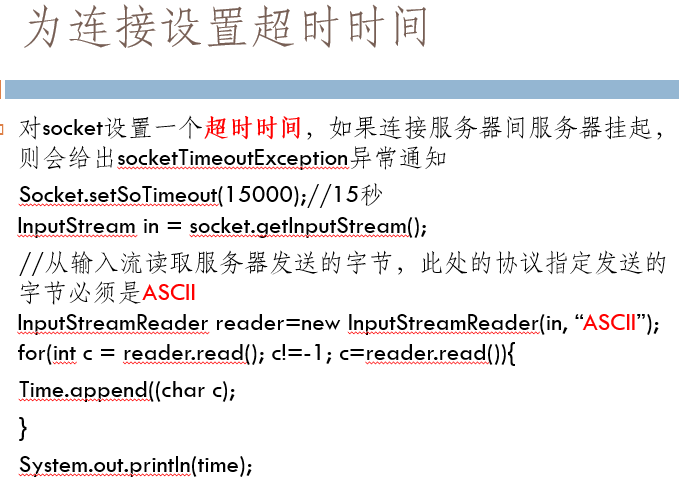 为连接设置超时时间
对socket设置一个超时时间，如果连接服务器间服务器挂起，
则会给出socketTimeoutException异常通知
Socket.setSoTimeout(15000);//15秒
InputStream in = socket.getInputStream();
//从输入流读取服务器发送的字节，此处的协议指定发送的
字节必须是ASCII
InputStreamReader reader=new InputStreamReader(in, “ASCII”);
for(int c = reader.read(); c!=-1; c=reader.read()){
Time.append((char c);
}
System.out.println(time);